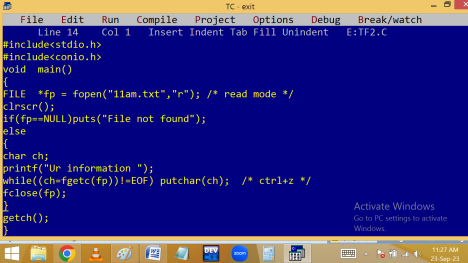 TC - exit
File Edit Run Compile Project Options Debug Break/watch
Line 14 Col 1 Insert Indent Tab Fill Unindent E:TF2.C
#include<stdio.h>
#include<conio.h>
void main()
{
FILE *fp = fopen("11am.txt","r"); /* read mode */
clrscr();
if(fp==NULL)puts("File not found");
else
{
char ch;
printf("Ur information ");
while((ch=fgetc(fp))!=EOF) putchar(ch); /* ctrl+z */
fclose(fp);
}
getch();
}
Activate Windows
Go to PC settings to activate
Windows.
DEV
zoom
11:27 AM
23-Sep-23